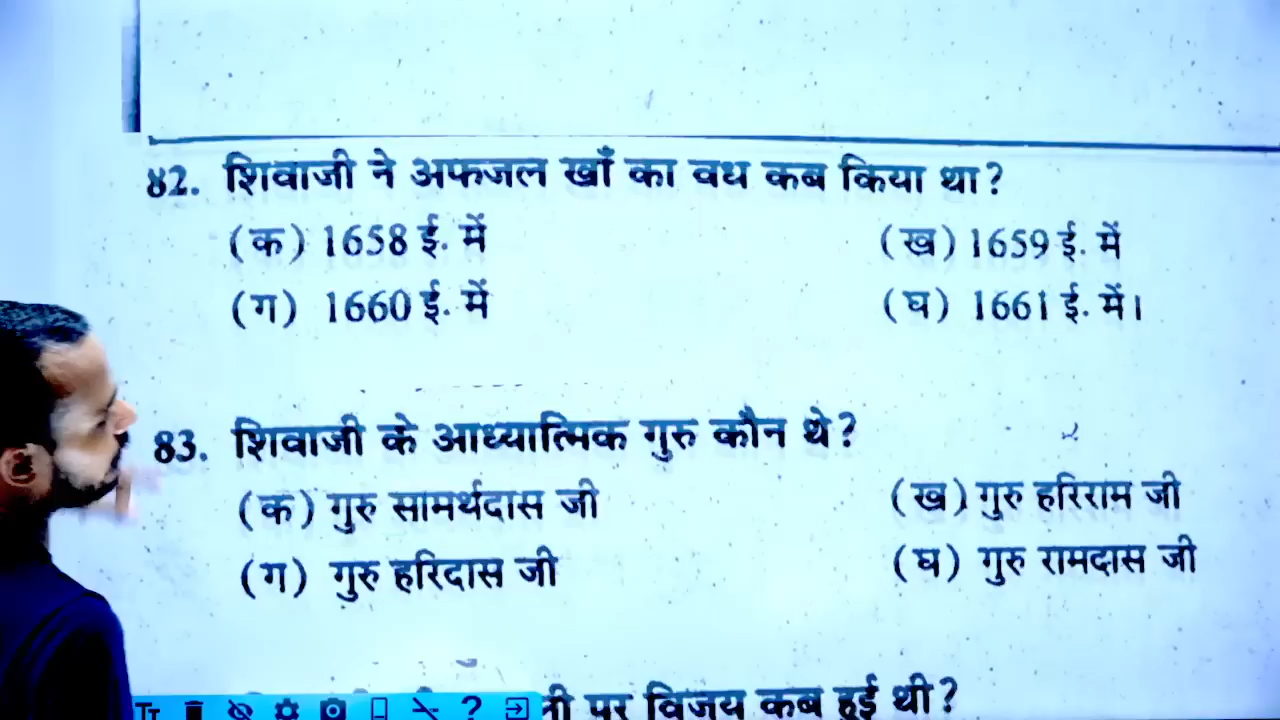 82. शिवाजी ने अफजल खाँ का वध कब किया था?
(क) 1658 ई. में (ख) 1659 ई. में
(ग) 1660 ई. में (घ) 1661 ई. में।
83. शिवाजी के आध्यात्मिक गुरु कौन थे?
(क) गुरु सामर्थदास जी (ख) गुरु हरिराम जी
(ग) गुरु हरिदास जी (घ) गुरु रामदास जी
पर विजय कब हुई थी?